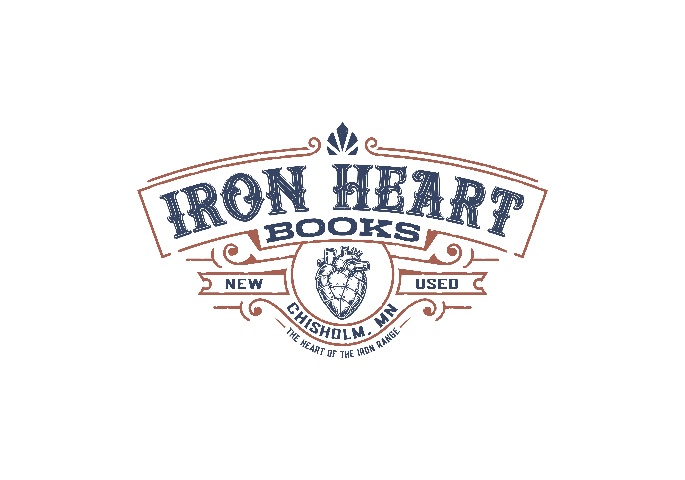 IRON HEART
BOOKS
NEW
USED
CHISHOLM, MN
THE HEART OF THE IRON RANGE